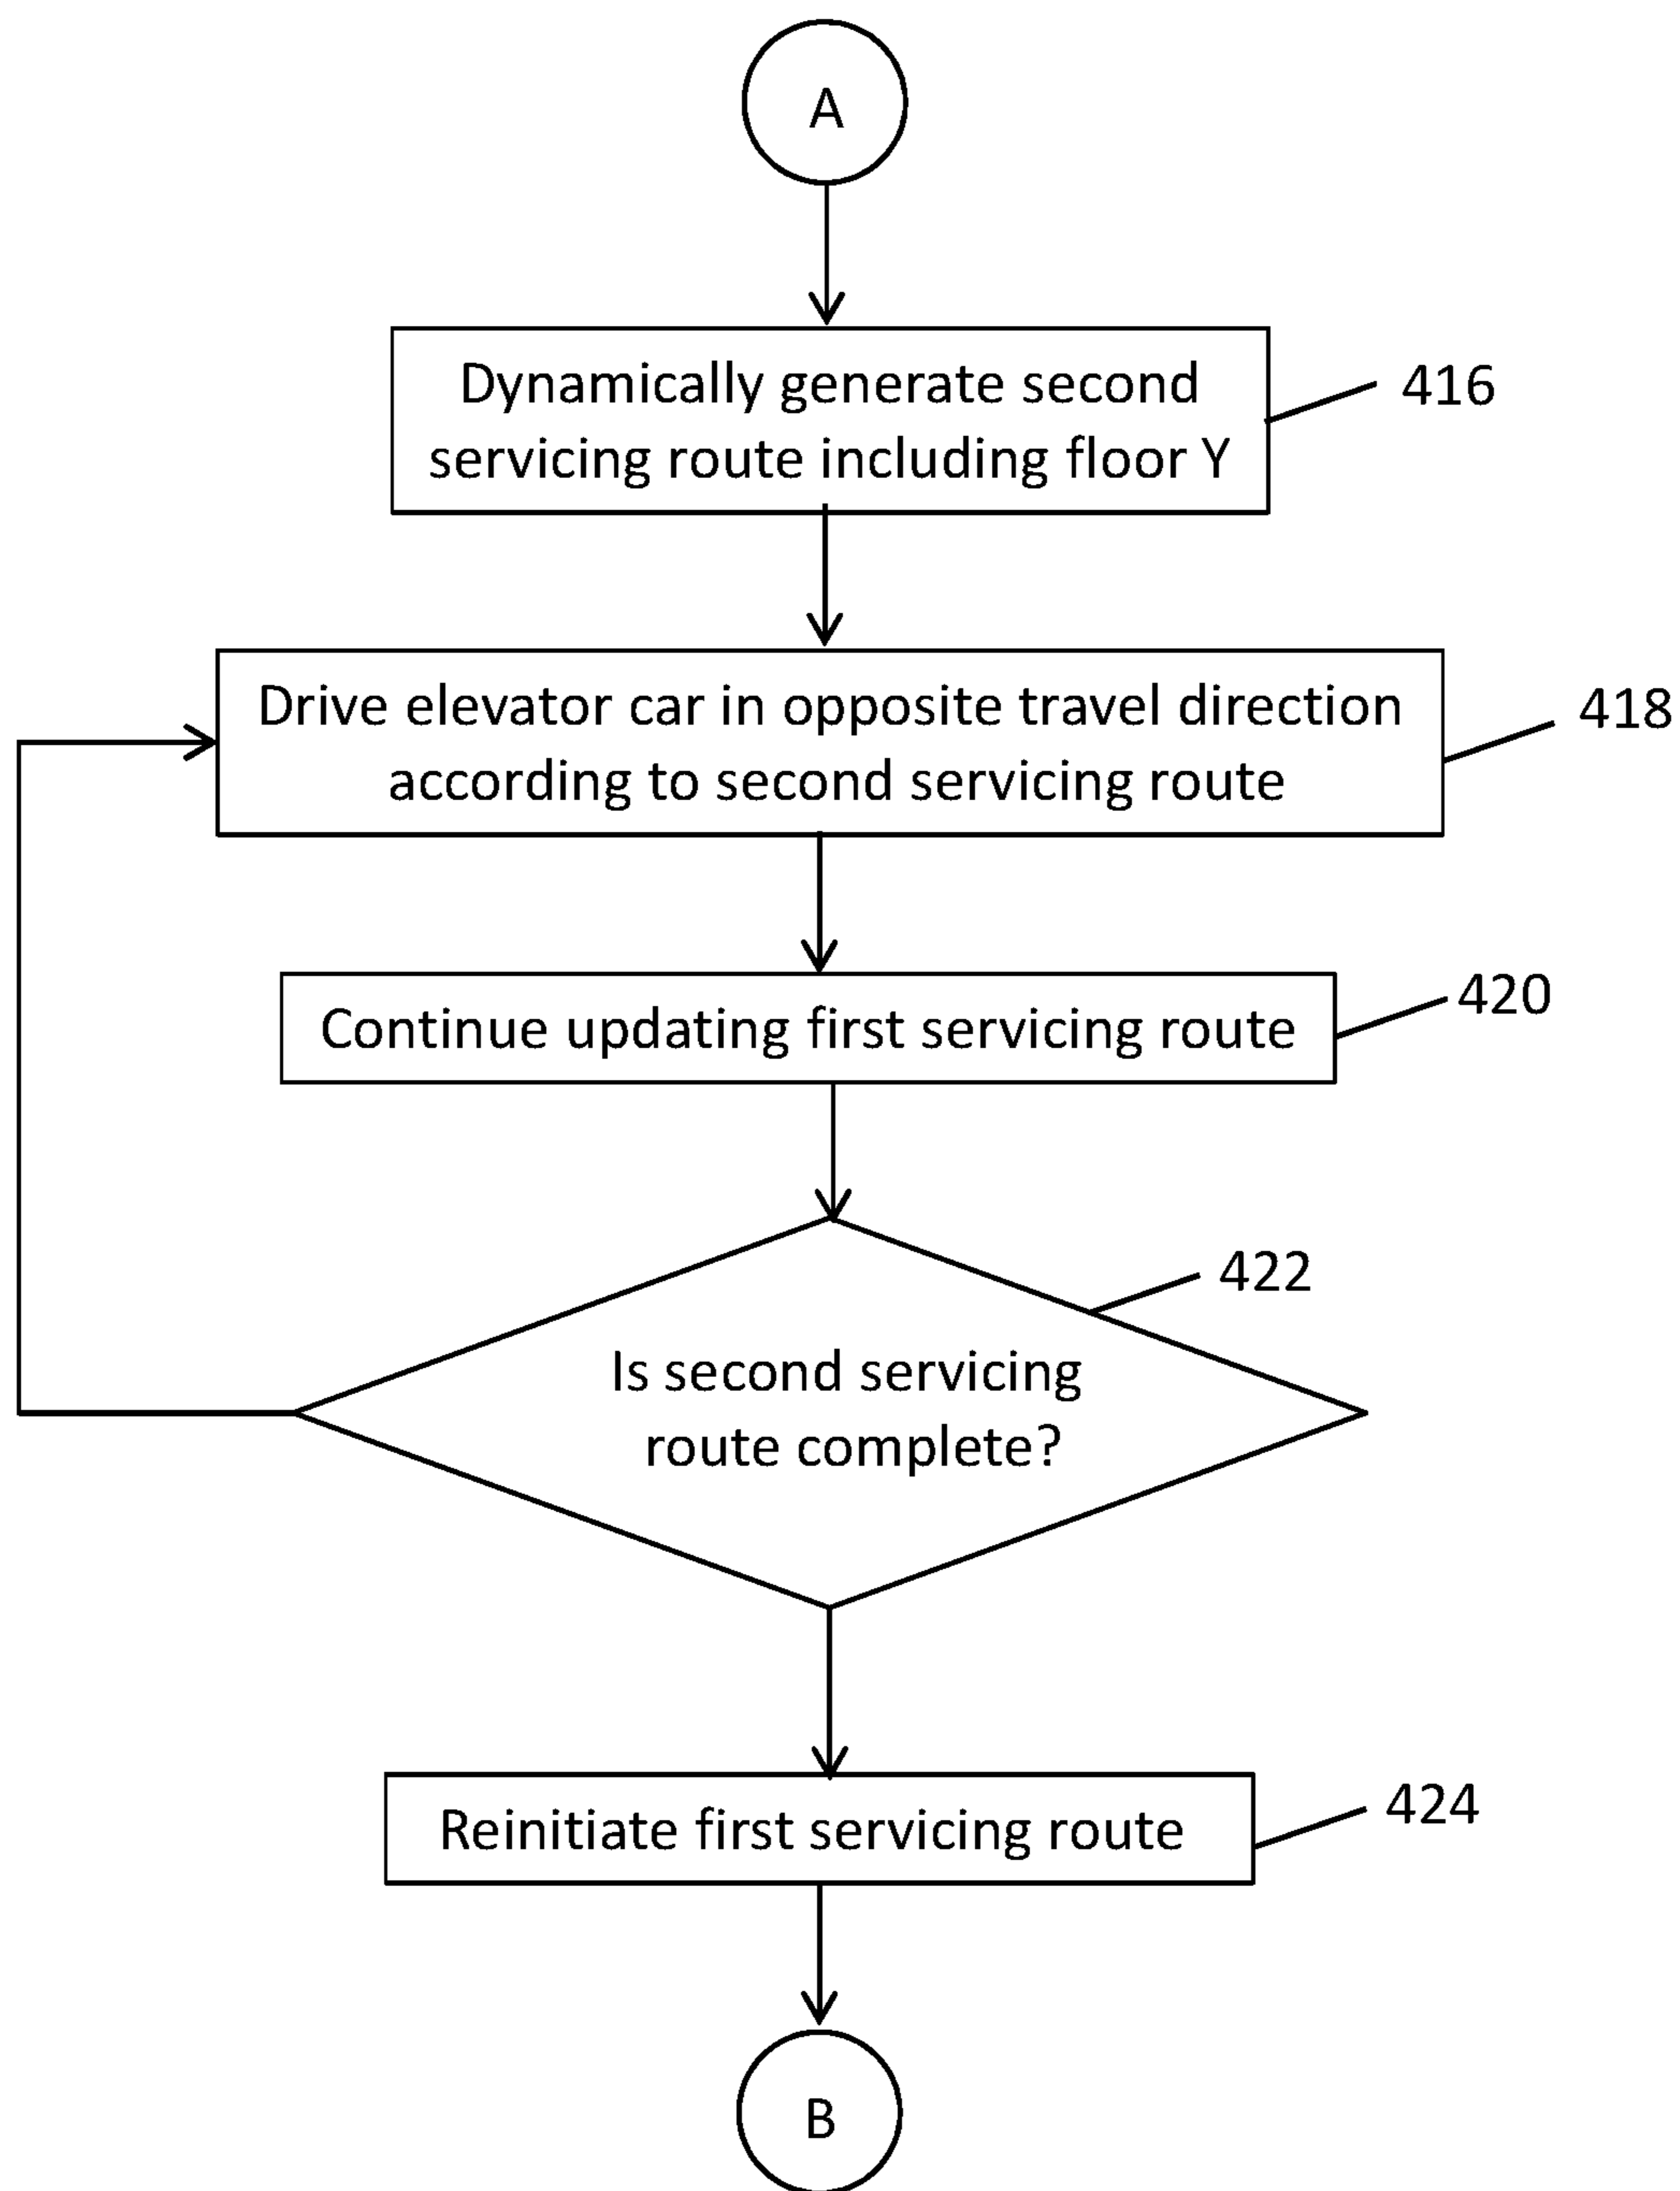 A
Dynamically generate second
servicing route including floor Y
416
Drive elevator car in opposite travel direction
according to second servicing route
418
Continue updating first servicing route
420
422
Is second servicing
route complete?
Reinitiate first servicing route
424
B